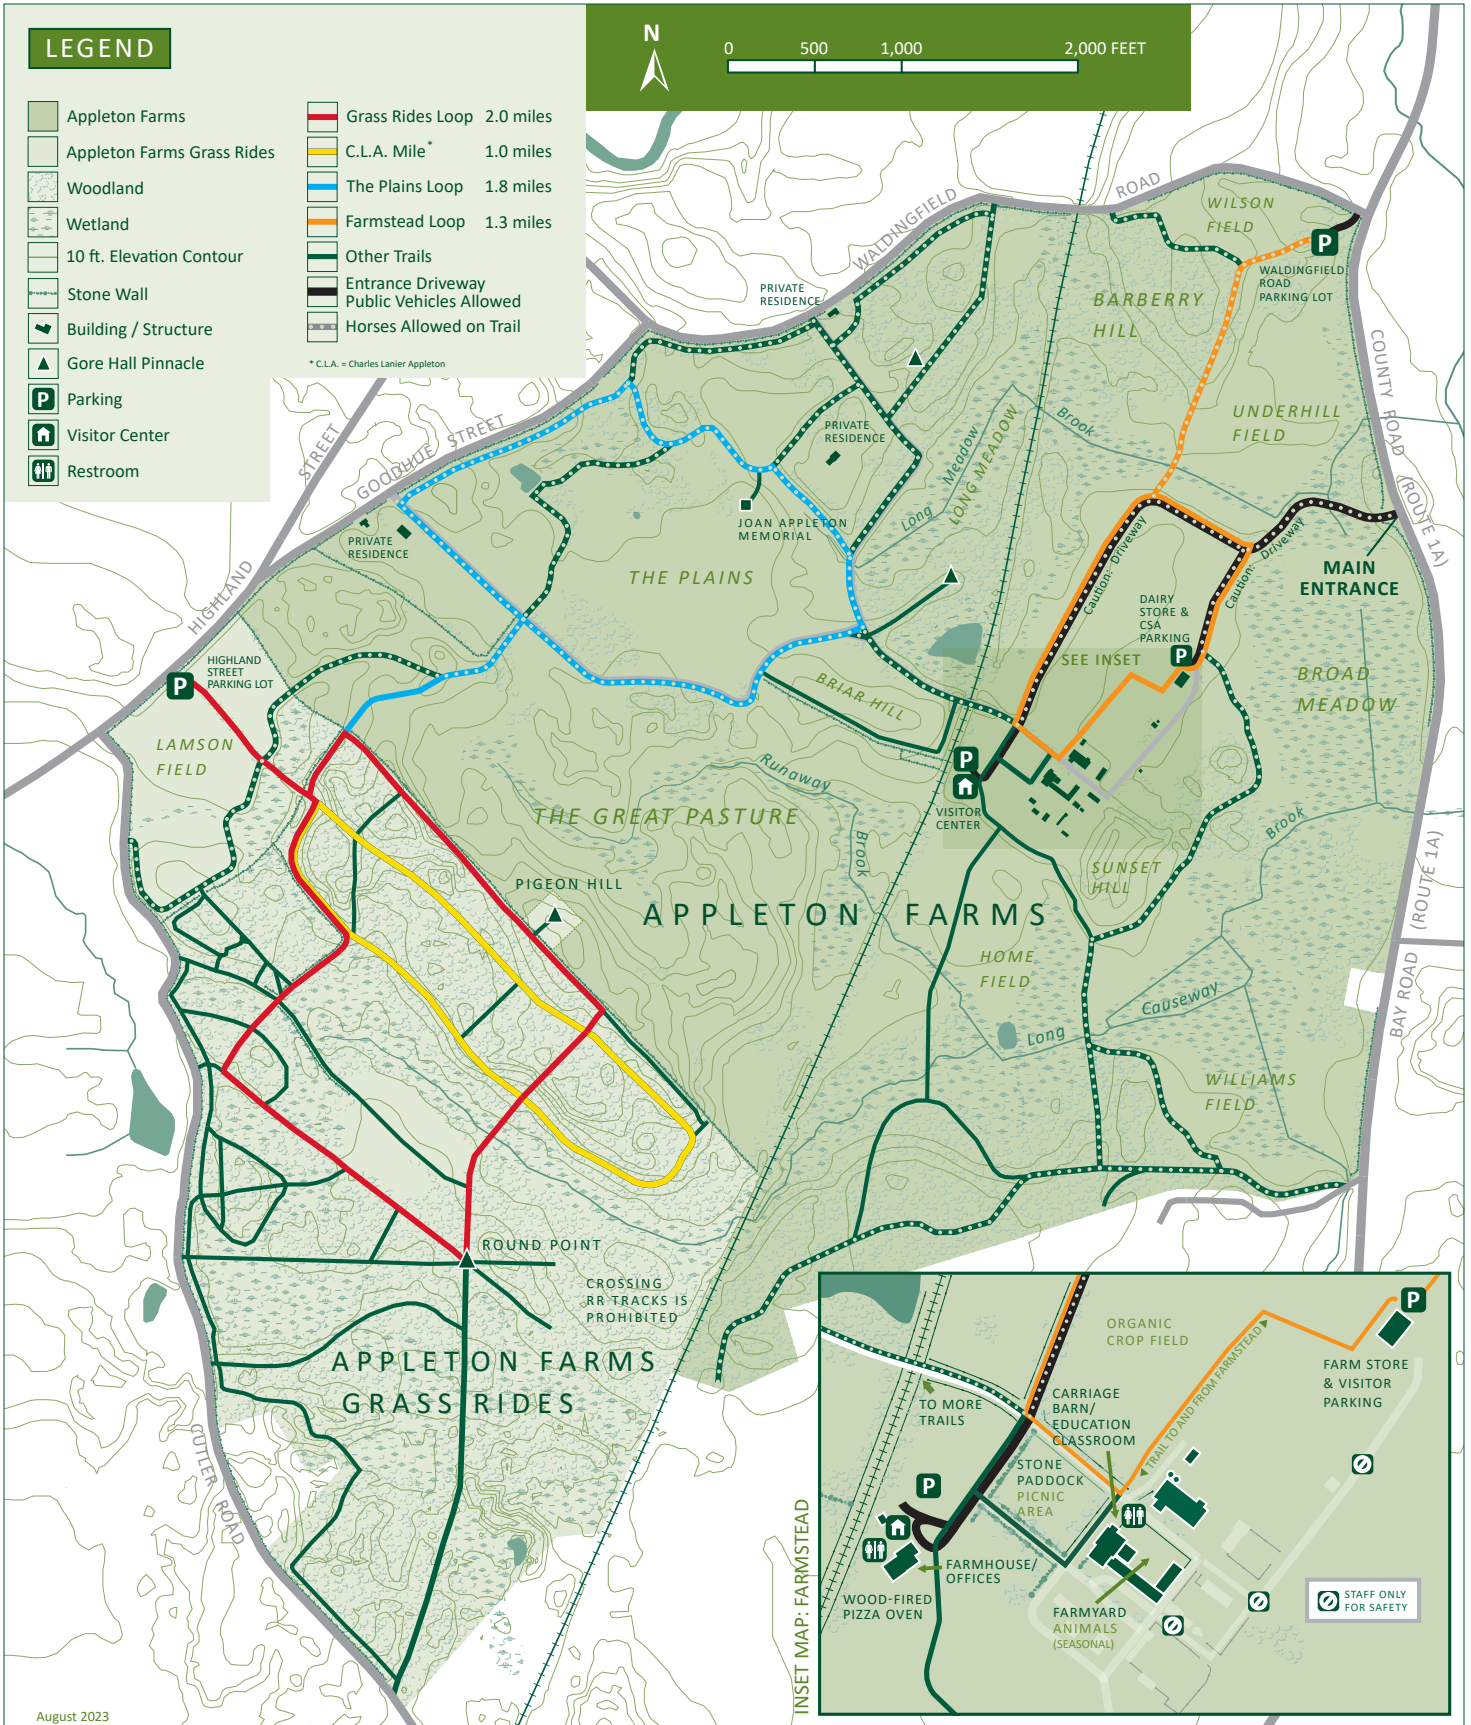 LEGEND
Appleton Farms
Appleton Farms Grass Rides
Woodland
Wetland
10 ft. Elevation Contour
Stone Wall
Building / Structure
Gore Hall Pinnacle
P
Parking
Visitor Center
Restroom
Grass Rides Loop 2.0 miles
C.L.A. Mile* 1.0 miles
The Plains Loop 1.8 miles
Farmstead Loop 1.3 miles
Other Trails
Entrance Driveway
Public Vehicles Allowed
Horses Allowed on Trail
* C.L.A. = Charles Lanier Appleton
N
0 500 1,000 2,000 FEET
WALDINGFIELD ROAD
WILSON
FIELD
P
WALDINGFIELD
ROAD
PARKING LOT
PRIVATE
RESIDENCE
BARBERRY
HILL
COUNTY ROAD (ROUTE 1A)
UNDERHILL
FIELD
HIGHLAND STREET
GOODHUE STREET
PRIVATE
RESIDENCE
Long Meadow Brook
LONG MEADOW
JOAN APPLETON
MEMORIAL
PRIVATE
RESIDENCE
THE PLAINS
Caution: Driveway
Caution: Driveway
MAIN
ENTRANCE
DAIRY
STORE &
CSA
PARKING
P
SEE INSET
HIGHLAND
STREET
PARKING LOT
P
BRIAR HILL
BROAD
MEADOW
LAMSON
FIELD
Runaway Brook
P
VISITOR
CENTER
THE GREAT PASTURE
PIGEON HILL
SUNSET
HILL
Brook
APPLETON FARMS
HOME
FIELD
Causeway
Long
BAY ROAD (ROUTE 1A)
WILLIAMS
FIELD
ROUND POINT
CROSSING
RR TRACKS IS
PROHIBITED
APPLETON FARMS
GRASS RIDES
CUTLER ROAD
INSET MAP: FARMSTEAD
ORGANIC
CROP FIELD
P
FARM STORE
& VISITOR
PARKING
TRAIL TO AND FROM FARMSTEAD
TO MORE
TRAILS
CARRIAGE
BARN/
EDUCATION
CLASSROOM
STONE
PADDOCK
PICNIC
AREA
P
FARMHOUSE/
OFFICES
WOOD-FIRED
PIZZA OVEN
FARMYARD
ANIMALS
(SEASONAL)
STAFF ONLY
FOR SAFETY
August 2023